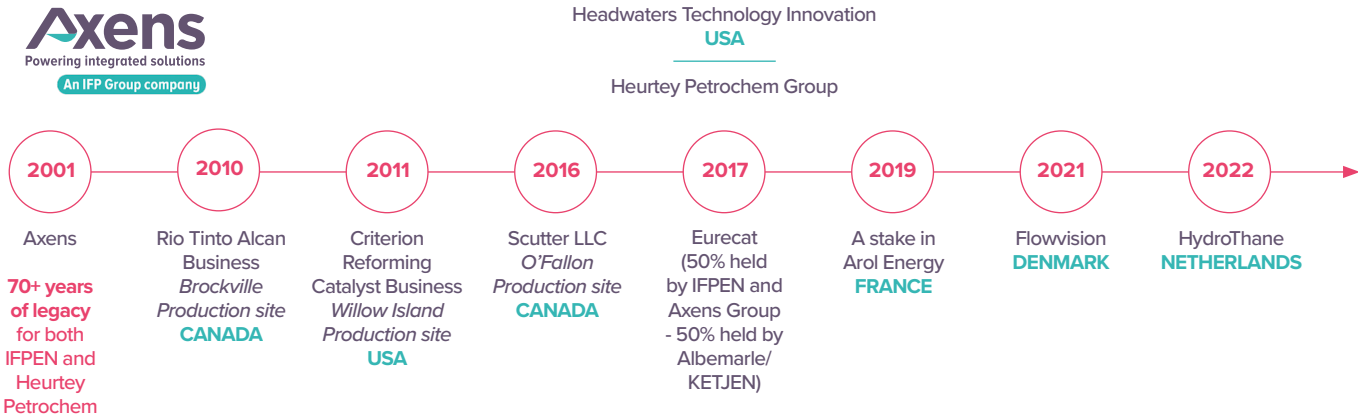 Axens
Powering integrated solutions
An IFP Group company
Headwaters Technology Innovation
USA
Heurtey Petrochem Group
2001
2010
2011
2016
2017
2019
2021
2022
Axens
70+ years
of legacy
for both
IFPEN and
Heurtey
Petrochem
Rio Tinto Alcan
Business
Brockville
Production site
CANADA
Criterion
Reforming
Catalyst Business
Willow Island
Production site
USA
Scutter LLC
O'Fallon
Production site
CANADA
Eurecat
(50% held
by IFPEN and
Axens Group
- 50% held by
Albemarle/
KETJEN)
A stake in
Arol Energy
FRANCE
Flowvision
DENMARK
HydroThane
NETHERLANDS